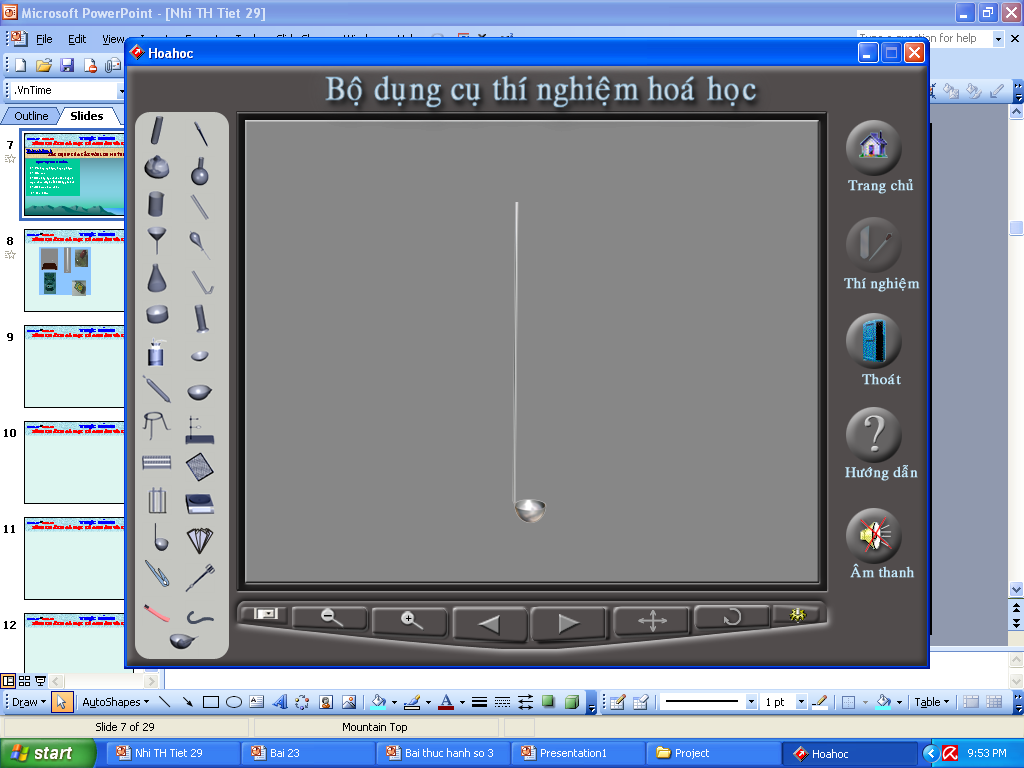 Microsoft PowerPoint - [Nhi TH Tiet 29]
File Edit View
Type a question for help
Hoahoc
.VnTime
Outline Slides
Bộ dụng cụ thí nghiệm hoá học
7
8
9
10
11
12
Trang chủ
Thí nghiệm
Thoát
Hướng dẫn
Âm thanh
Draw AutoShapes 1 pt Table
Slide 7 of 29 Mountain Top
start Nhi TH Tiet 29 Bai 23 Bai thuc hanh so 3 Presentation1 Project Hoahoc 9:53 PM